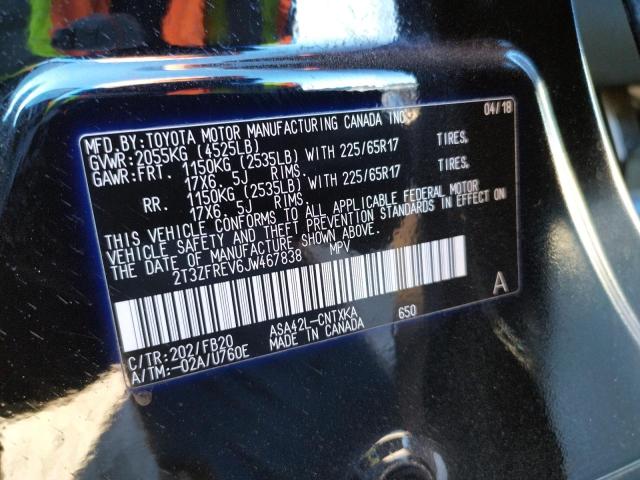 04/18
MFD.BY:TOYOTA MOTOR MANUFACTURING CANADA INC.
GVWR:2055KG (4525LB)
GAWR:FRT. 1150KG (2535LB) WITH 225/65R17 TIRES.
17X6.5J RIMS.
RR. 1150KG (2535LB) WITH 225/65R17 TIRES.
17X6.5J RIMS.
THIS VEHICLE CONFORMS TO ALL APPLICABLE FEDERAL MOTOR
VEHICLE SAFETY AND THEFT PREVENTION STANDARDS IN EFFECT ON
THE DATE OF MANUFACTURE SHOWN ABOVE.
2T3ZFREV6JW467838 MPV
A
C/TR:202/FB20 ASA42L-CNTXKA 650
A/TM:-02A/U760E MADE IN CANADA